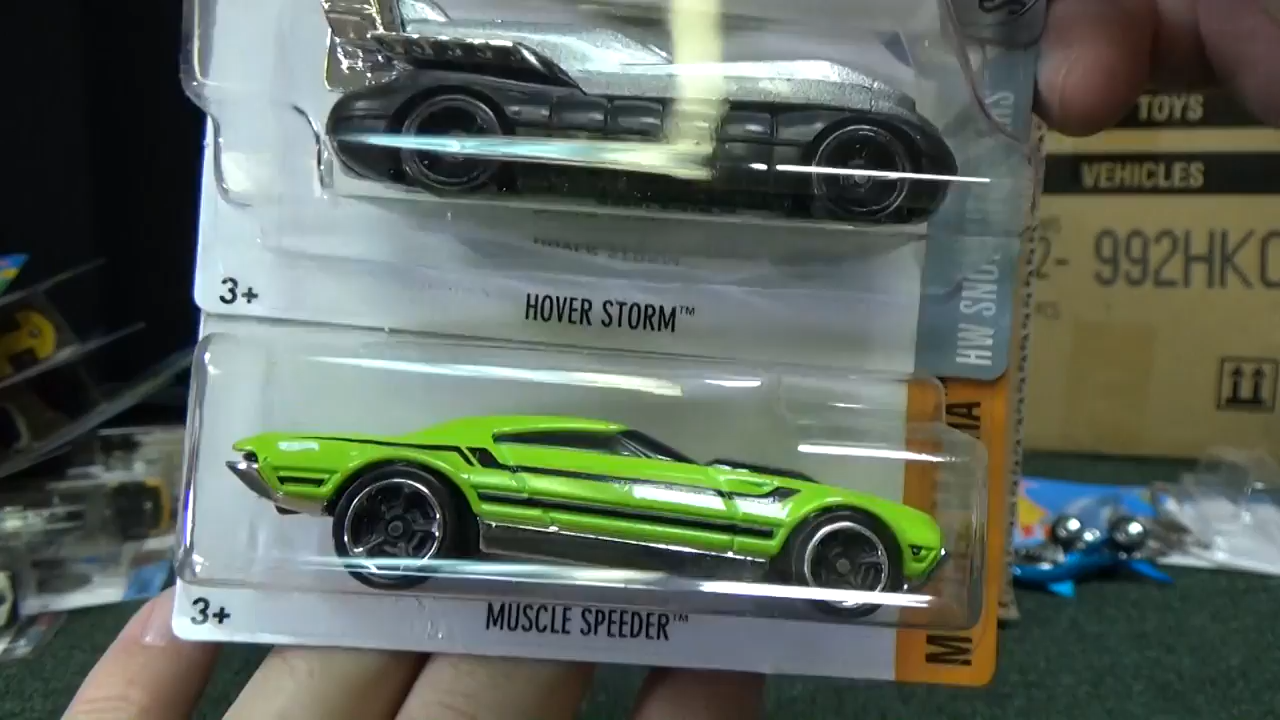 TOYS
VEHICLES
2- 992HKC
3+
HOVER STORM™
HW SNO
3+
MUSCLE SPEEDER™
M